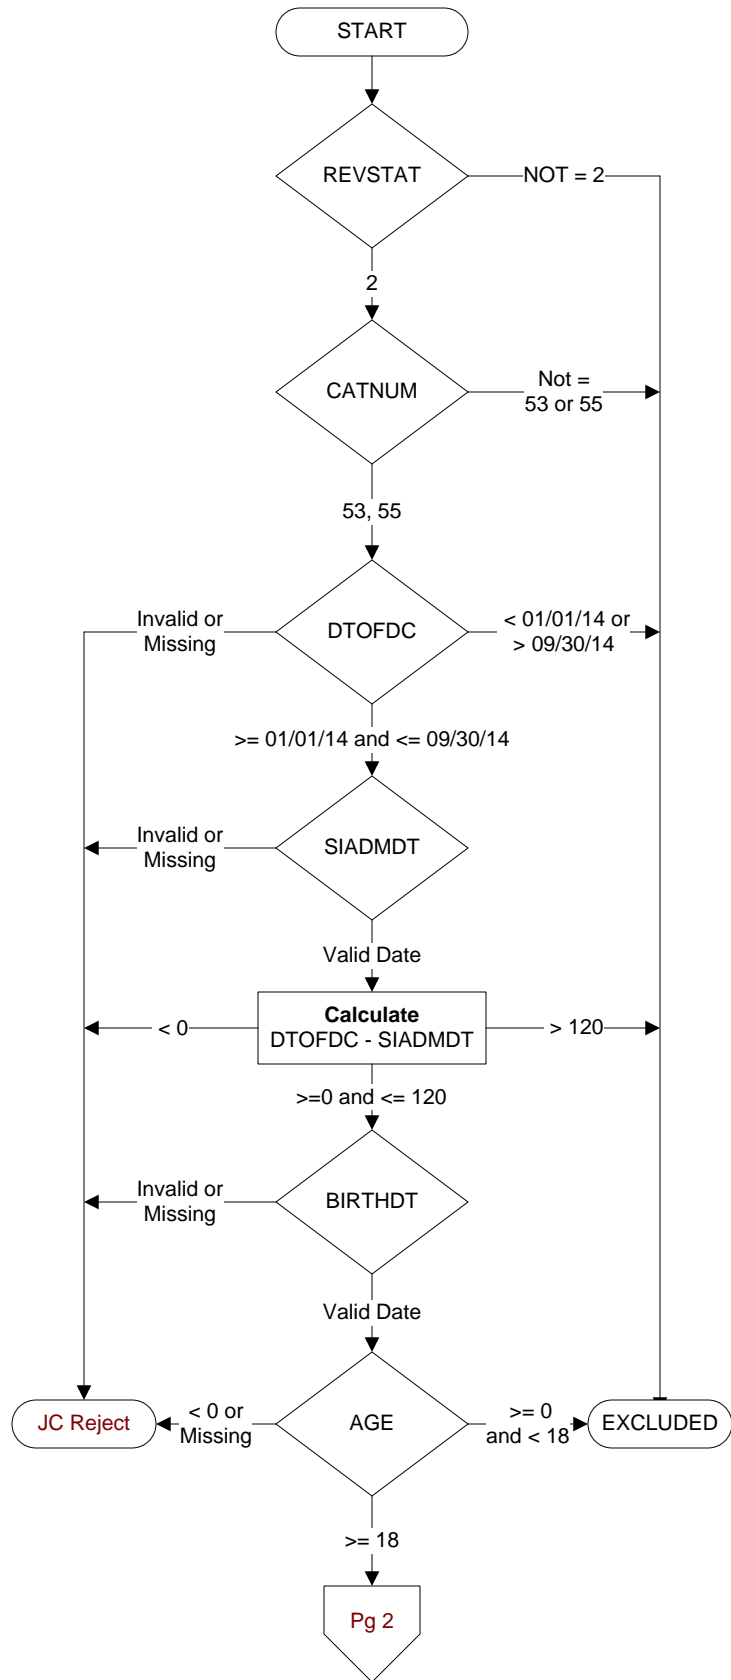 START
REVSTAT
NOT = 2
2
CATNUM
Not =
53 or 55
53, 55
Invalid or
Missing
DTOFDC
< 01/01/14 or
> 09/30/14
>= 01/01/14 and <= 09/30/14
Invalid or
Missing
SIADMDT
Valid Date
< 0
Calculate
DTOFDC - SIADMDT
> 120
>=0 and <= 120
Invalid or
Missing
BIRTHDT
Valid Date
JC Reject
< 0 or
Missing
AGE
>= 0
and < 18
EXCLUDED
>= 18
Pg 2